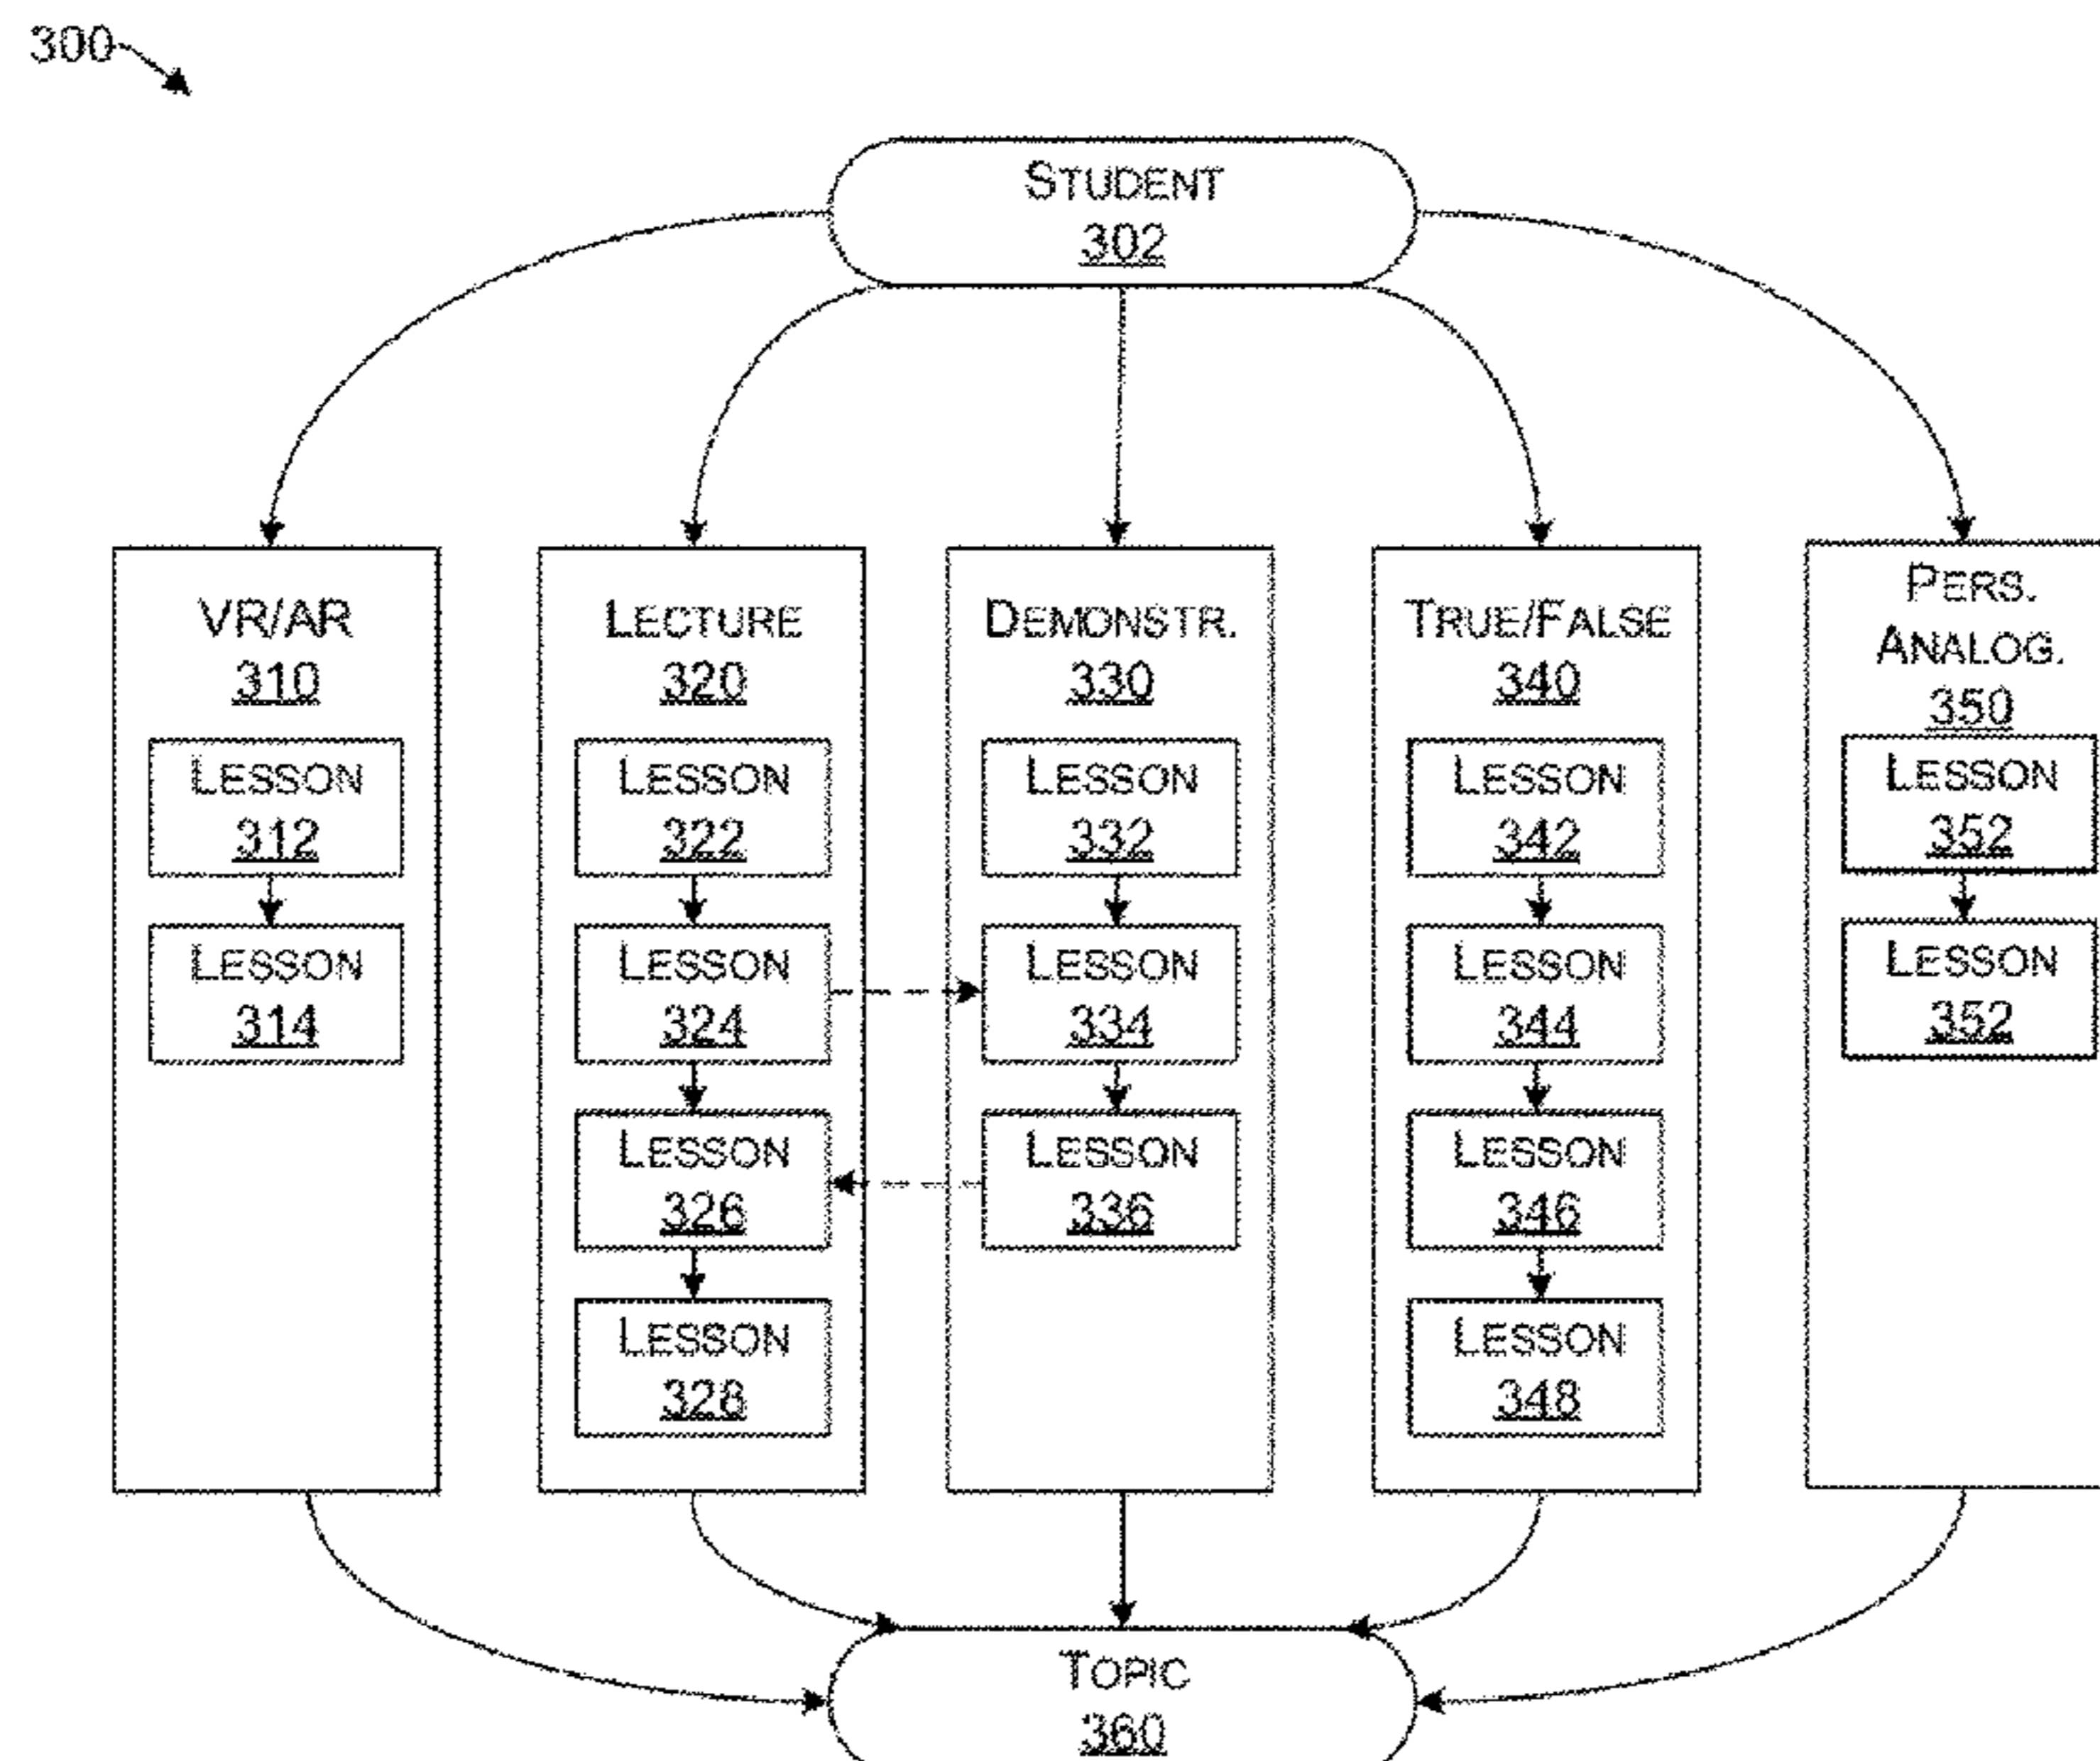 300
STUDENT
302
VR/AR
310
LESSON
312
LESSON
314
LECTURE
320
LESSON
322
LESSON
324
LESSON
326
LESSON
328
DEMONSTR.
330
LESSON
332
LESSON
334
LESSON
336
TRUE/FALSE
340
LESSON
342
LESSON
344
LESSON
346
LESSON
348
PERS.
ANALOG.
350
LESSON
352
LESSON
352
TOPIC
360